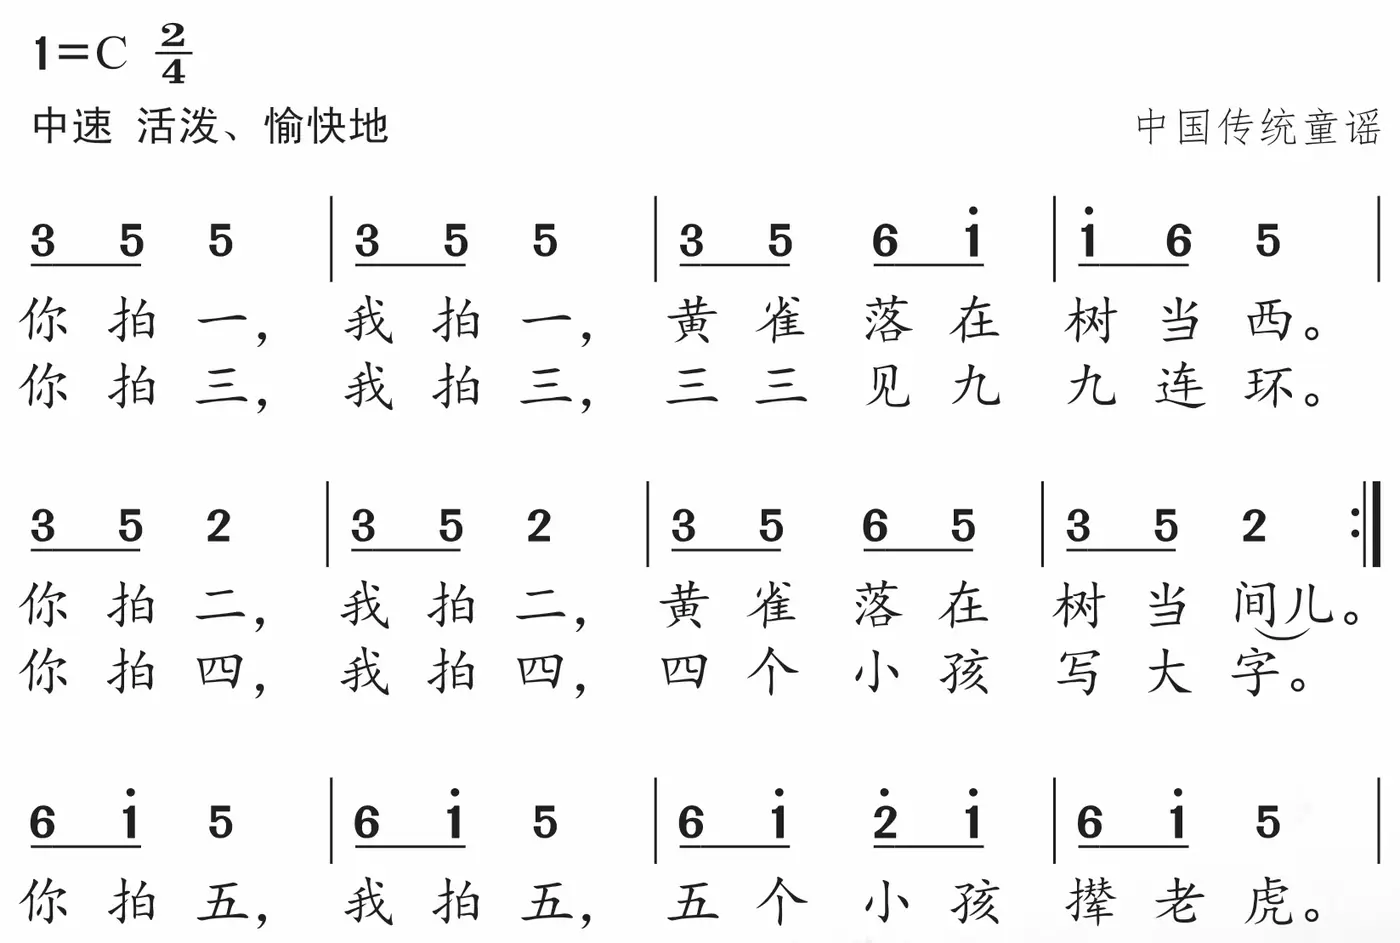 1=C 2/4
中速 活泼、愉快地
中国传统童谣
3 5 5 | 3 5 5 | 3 5 6 i | i 6 5 |
你 拍 一, 我 拍 一, 黄 雀 落 在 树 当 西。
你 拍 三, 我 拍 三, 三 三 见 九 九 连 环。
3 5 2 | 3 5 2 | 3 5 6 5 | 3 5 2 :‖
你 拍 二, 我 拍 二, 黄 雀 落 在 树 当 间儿。
你 拍 四, 我 拍 四, 四 个 小 孩 写 大 字。
6 i 5 | 6 i 5 | 6 i 2̇ i | 6 i 5 |
你 拍 五, 我 拍 五, 五 个 小 孩 撵 老 虎。